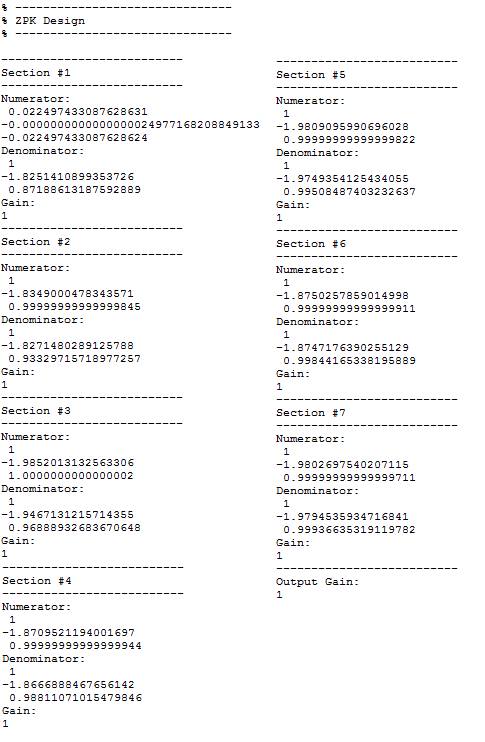 % -------------------------------
% ZPK Design
% -------------------------------
--------------------------
Section #1
--------------------------
Numerator:
0.022497433087628631
-0.0000000000000000024977168208849133
-0.022497433087628624
Denominator:
1
-1.8251410899353726
0.87188613187592889
Gain:
1
--------------------------
Section #2
--------------------------
Numerator:
1
-1.8349000478343571
0.99999999999999845
Denominator:
1
-1.8271480289125788
0.93329715718977257
Gain:
1
--------------------------
Section #3
--------------------------
Numerator:
1
-1.9852013132563306
1.0000000000000002
Denominator:
1
-1.9467131215714355
0.96888932683670648
Gain:
1
--------------------------
Section #4
--------------------------
Numerator:
1
-1.8709521194001697
0.99999999999999944
Denominator:
1
-1.8666888467656142
0.98811071015479846
Gain:
1
--------------------------
Section #5
--------------------------
Numerator:
1
-1.9809095990696028
0.99999999999999822
Denominator:
1
-1.9749354125434055
0.99508487403232637
Gain:
1
--------------------------
Section #6
--------------------------
Numerator:
1
-1.8750257859014998
0.99999999999999911
Denominator:
1
-1.8747176390255129
0.99844165338195889
Gain:
1
--------------------------
Section #7
--------------------------
Numerator:
1
-1.9802697540207115
0.99999999999999711
Denominator:
1
-1.9794535934716841
0.99936635319119782
Gain:
1
--------------------------
Output Gain:
1